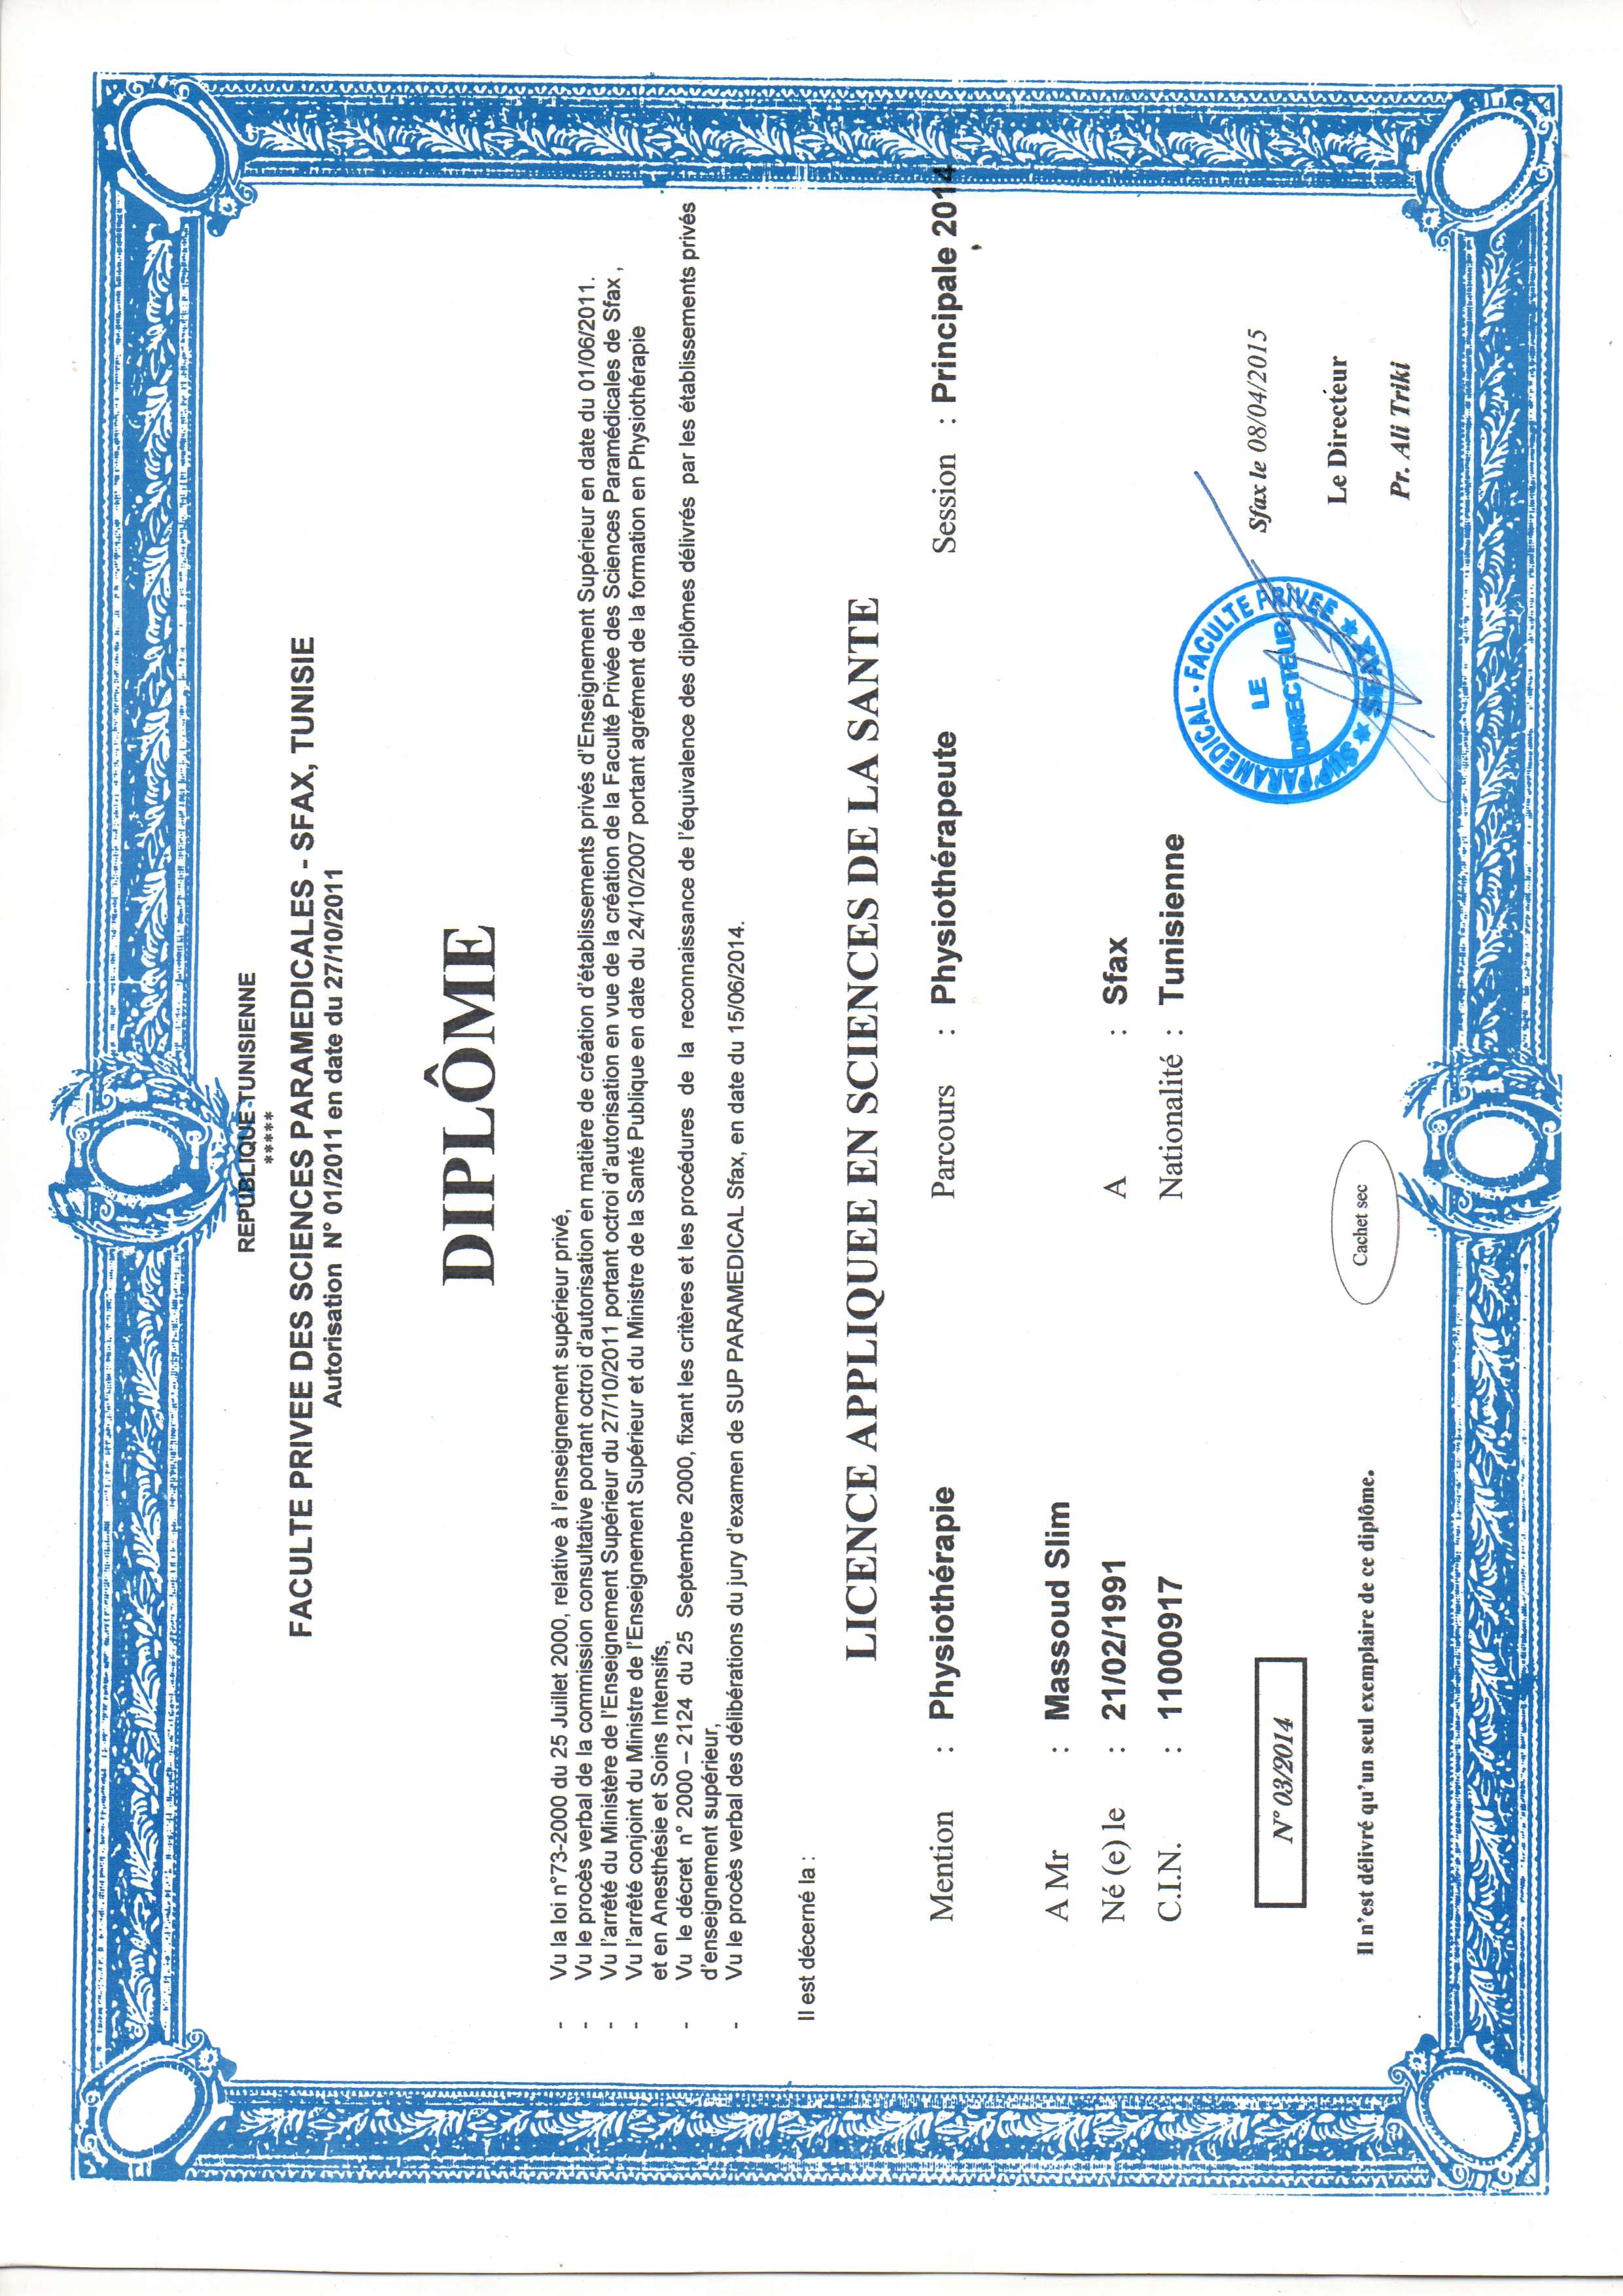 REPUBLIQUE TUNISIENNE
*****
FACULTE PRIVEE DES SCIENCES PARAMEDICALES - SFAX, TUNISIE
Autorisation N° 01/2011 en date du 27/10/2011
DIPLÔME
- Vu la loi n°73-2000 du 25 Juillet 2000, relative à l'enseignement supérieur privé,
- Vu le procès verbal de la commission consultative portant octroi d'autorisation en matière de création d'établissements privés d'Enseignement Supérieur en date du 01/06/2011.
- Vu l'arrêté du Ministère de l'Enseignement Supérieur du 27/10/2011 portant octroi d'autorisation en vue de la création de la Faculté Privée des Sciences Paramédicales de Sfax ,
- Vu l'arrêté conjoint du Ministre de l'Enseignement Supérieur et du Ministre de la Santé Publique en date du 24/10/2007 portant agrément de la formation en Physiothérapie
et en Anesthésie et Soins Intensifs,
- Vu le décret n° 2000 – 2124 du 25 Septembre 2000, fixant les critères et les procédures de la reconnaissance de l'équivalence des diplômes délivrés par les établissements privés
d'enseignement supérieur,
- Vu le procès verbal des délibérations du jury d'examen de SUP PARAMEDICAL Sfax, en date du 15/06/2014.
Il est décerné la :
LICENCE APPLIQUEE EN SCIENCES DE LA SANTE
Mention : Physiothérapie Parcours : Physiothérapeute Session : Principale 2014
A Mr : Massoud Slim
Né (e) le : 21/02/1991 A : Sfax
C.I.N. : 11000917 Nationalité : Tunisienne
SUP PARAMEDICAL - FACULTE PRIVEE
LE
DIRECTEUR
* SFAX *
Sfax le 08/04/2015
N° 03/2014
Le Directeur
Il n'est délivré qu'un seul exemplaire de ce diplôme.
Cachet sec
Pr. Ali Triki